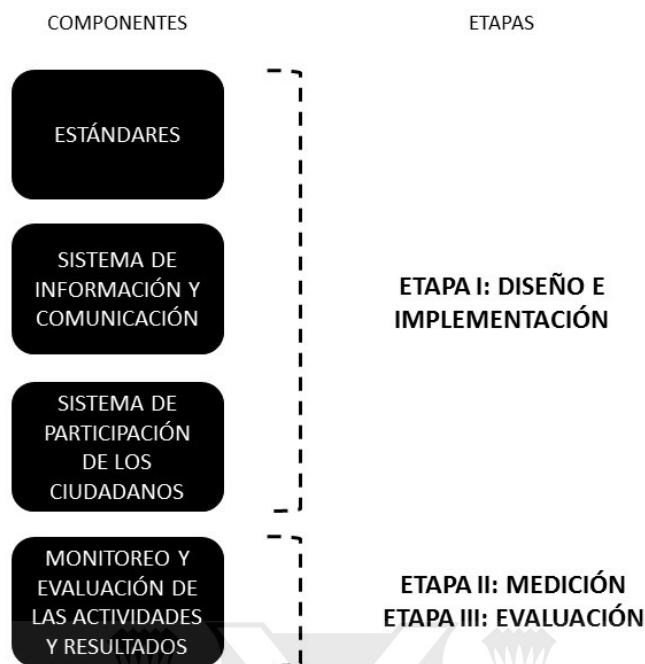 COMPONENTES
ETAPAS
ESTÁNDARES
SISTEMA DE
INFORMACIÓN Y
COMUNICACIÓN
ETAPA I: DISEÑO E
IMPLEMENTACIÓN
SISTEMA DE
PARTICIPACIÓN
DE LOS
CIUDADANOS
MONITOREO Y
EVALUACIÓN DE
LAS ACTIVIDADES
Y RESULTADOS
ETAPA II: MEDICIÓN
ETAPA III: EVALUACIÓN